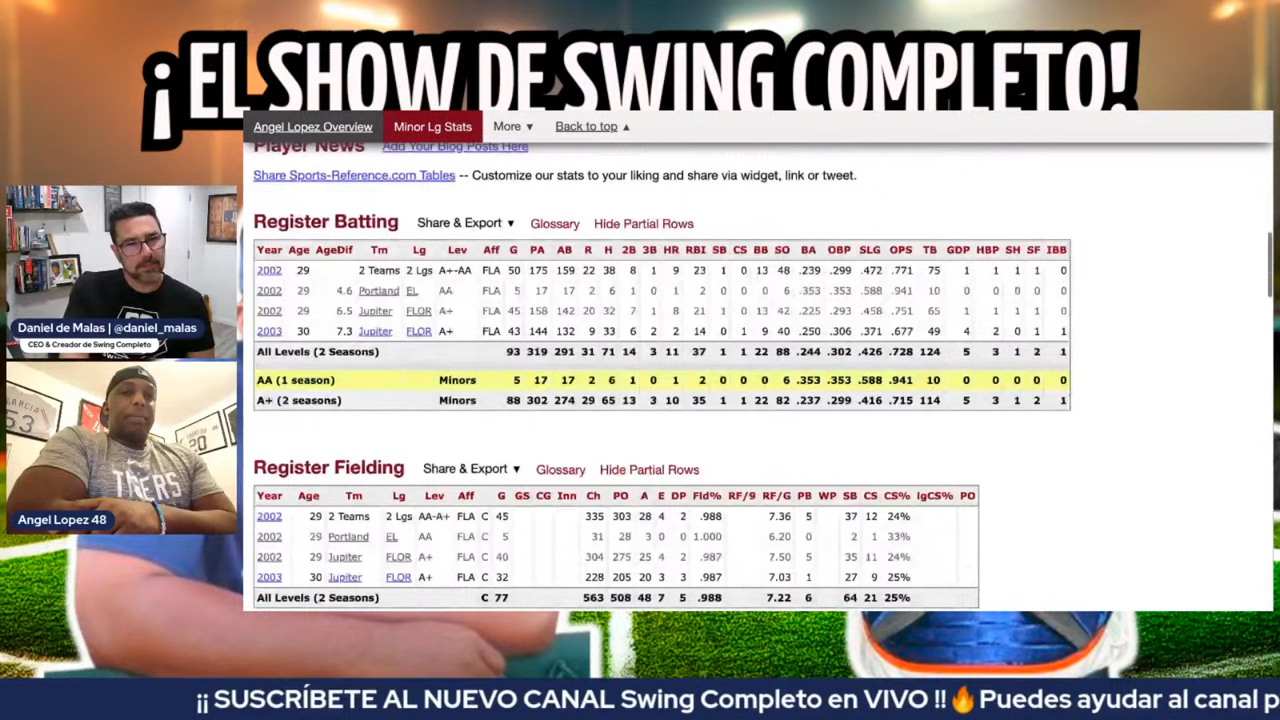 ¡EL SHOW DE SWING COMPLETO!
Angel Lopez Overview Minor Lg Stats More ▼ Back to top ▲
Player News Add Your Blog Posts Here
Share Sports-Reference.com Tables -- Customize our stats to your liking and share via widget, link or tweet.
Register Batting Share & Export ▼ Glossary Hide Partial Rows
Year Age AgeDif Tm Lg Lev Aff G PA AB R H 2B 3B HR RBI SB CS BB SO BA OBP SLG OPS TB GDP HBP SH SF IBB
2002 29 2 Teams 2 Lgs A+-AA FLA 50 175 159 22 38 8 1 9 23 1 0 13 48 .239 .299 .472 .771 75 1 1 1 1 0
2002 29 4.6 Portland EL AA FLA 5 17 17 2 6 1 0 1 2 0 0 0 6 .353 .353 .588 .941 10 0 0 0 0 0
2002 29 6.5 Jupiter FLOR A+ FLA 45 158 142 20 32 7 1 8 21 1 0 13 42 .225 .293 .458 .751 65 1 1 1 1 0
2003 30 7.3 Jupiter FLOR A+ FLA 43 144 132 9 33 6 2 2 14 0 1 9 40 .250 .306 .371 .677 49 4 2 0 1 1
All Levels (2 Seasons) 93 319 291 31 71 14 3 11 37 1 1 22 88 .244 .302 .426 .728 124 5 3 1 2 1
AA (1 season) Minors 5 17 17 2 6 1 0 1 2 0 0 0 6 .353 .353 .588 .941 10 0 0 0 0 0
A+ (2 seasons) Minors 88 302 274 29 65 13 3 10 35 1 1 22 82 .237 .299 .416 .715 114 5 3 1 2 1
Register Fielding Share & Export ▼ Glossary Hide Partial Rows
Year Age Tm Lg Lev Aff G GS CG Inn Ch PO A E DP Fld% RF/9 RF/G PB WP SB CS CS% lgCS% PO
2002 29 2 Teams 2 Lgs AA-A+ FLA C 45 335 303 28 4 2 .988 7.36 5 37 12 24%
2002 29 Portland EL AA FLA C 5 31 28 3 0 0 1.000 6.20 0 2 1 33%
2002 29 Jupiter FLOR A+ FLA C 40 304 275 25 4 2 .987 7.50 5 35 11 24%
2003 30 Jupiter FLOR A+ FLA C 32 228 205 20 3 3 .987 7.03 1 27 9 25%
All Levels (2 Seasons) C 77 563 508 48 7 5 .988 7.22 6 64 21 25%
Daniel de Malas | @daniel_malas
CEO & Creador de Swing Completo
GARCIA
53
20
TIGERS
Angel Lopez 48
¡¡ SUSCRÍBETE AL NUEVO CANAL Swing Completo en VIVO !! 🔥 Puedes ayudar al canal p